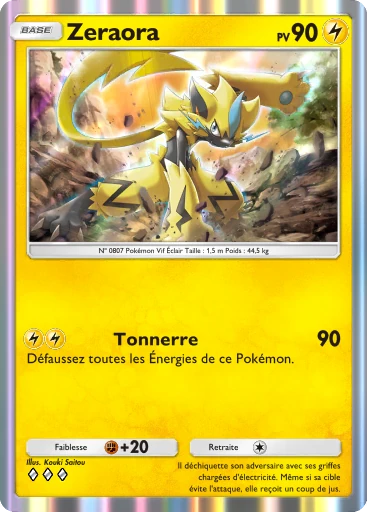 BASE Zeraora PV 90
N° 0807 Pokémon Vif Éclair Taille : 1,5 m Poids : 44,5 kg
Tonnerre 90
Défaussez toutes les Énergies de ce Pokémon.
Faiblesse +20 Retraite
Illus. Kouki Saitou
Il déchiquette son adversaire avec ses griffes
chargées d'électricité. Même si sa cible
évite l'attaque, elle reçoit un coup de jus.